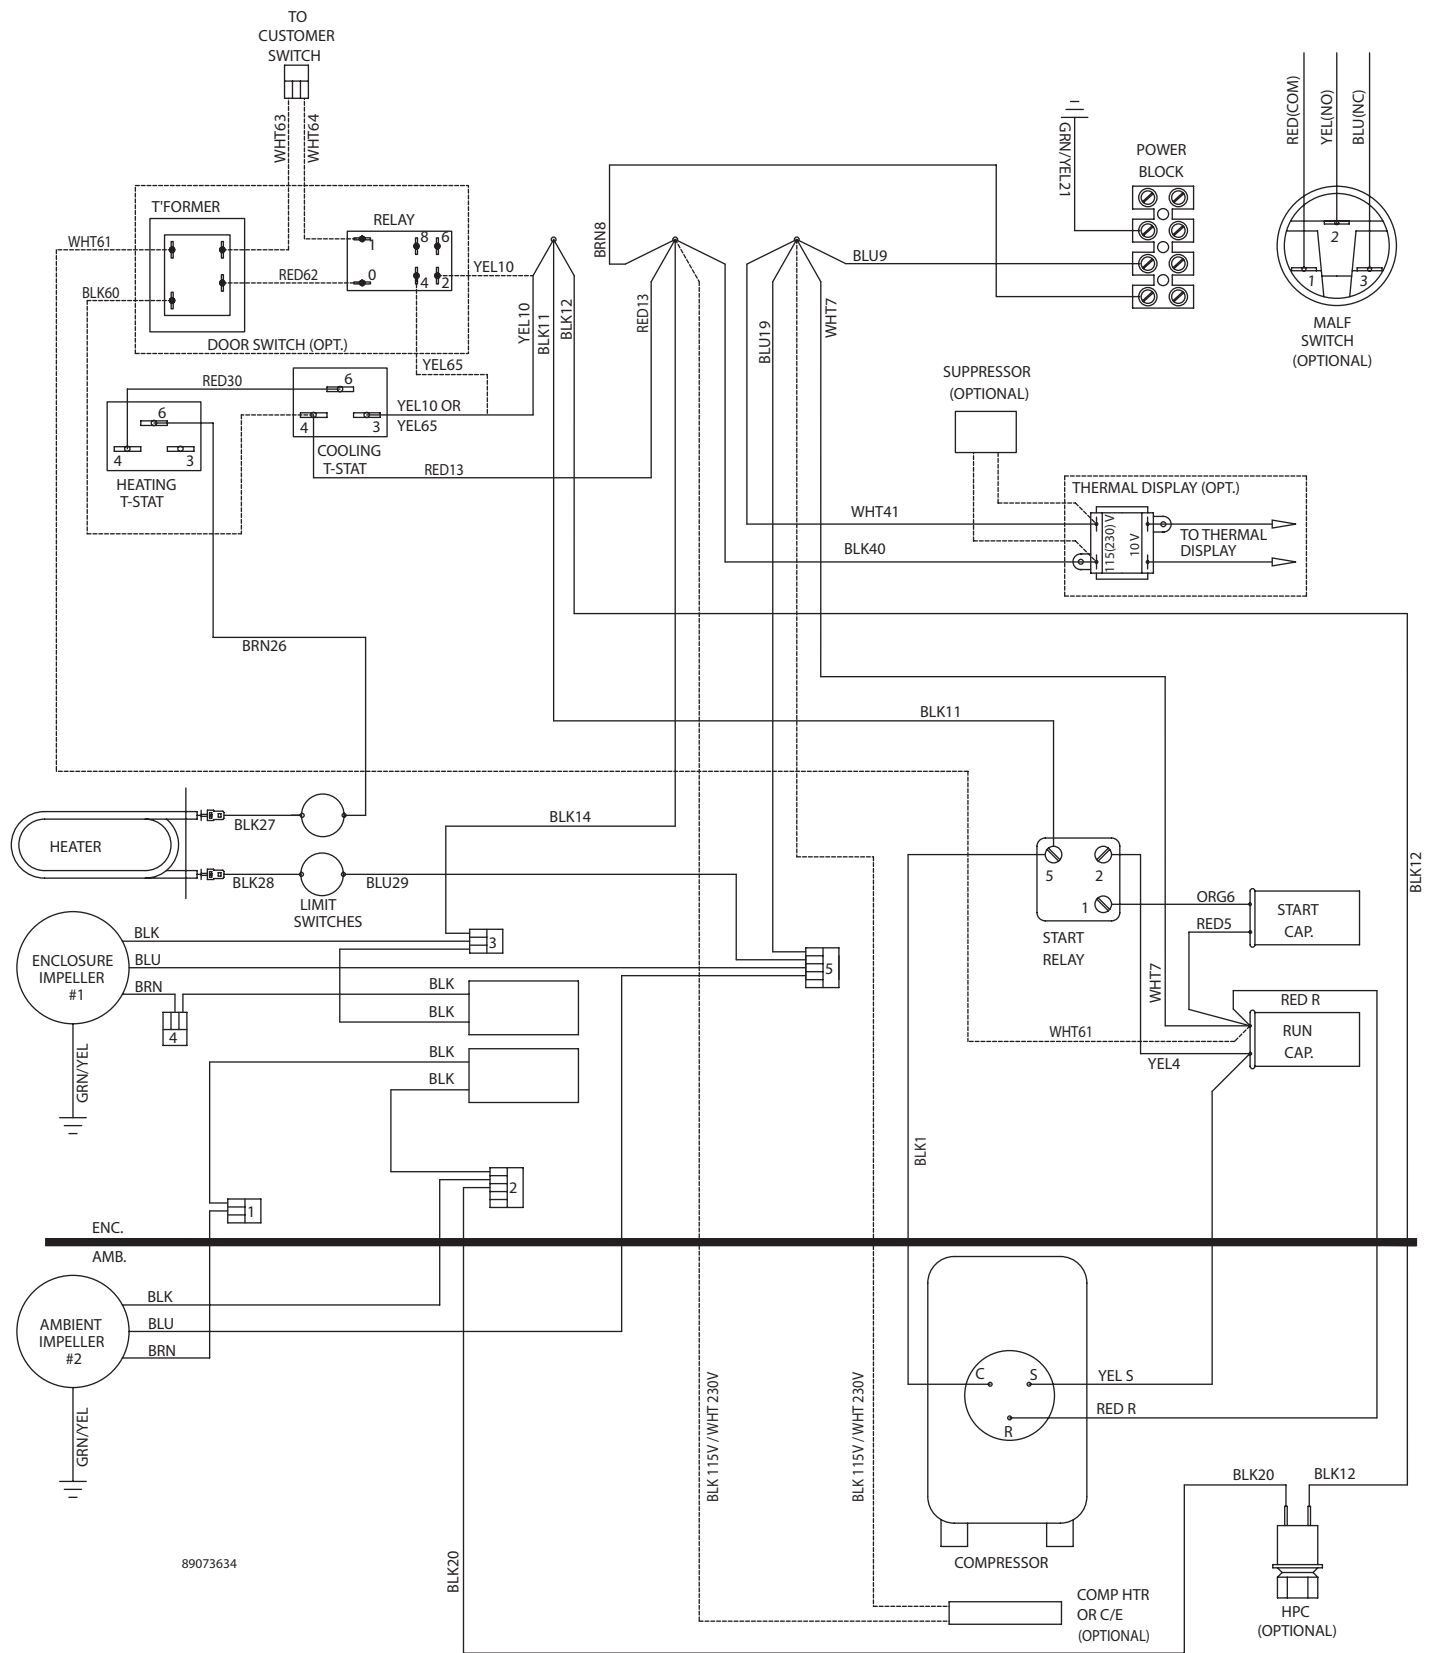 TO
CUSTOMER
SWITCH
WHT63
WHT64
T'FORMER
RELAY
WHT61
1
8
6
RED62
0
4
2
YEL10
BLK60
DOOR SWITCH (OPT.)
YEL65
RED30
6
YEL10 OR
4
3
YEL65
6
4
3
COOLING
T-STAT
RED13
HEATING
T-STAT
YEL10
BLK11
BLK12
BRN8
RED13
BLU19
WHT7
BLU9
GRN/YEL21
POWER
BLOCK
RED(COM)
YEL(NO)
BLU(NC)
2
1
3
MALF
SWITCH
(OPTIONAL)
SUPPRESSOR
(OPTIONAL)
THERMAL DISPLAY (OPT.)
WHT41
BLK40
115(230) V
10 V
TO THERMAL
DISPLAY
BRN26
BLK11
BLK14
BLK27
HEATER
BLK28
BLU29
LIMIT
SWITCHES
BLK12
5
2
1
ORG6
START
CAP.
RED5
START
RELAY
BLK
3
ENCLOSURE
IMPELLER
#1
BLU
5
BRN
4
BLK
BLK
WHT7
RED R
RUN
CAP.
WHT61
YEL4
GRN/YEL
BLK
BLK
BLK1
2
1
ENC.
AMB.
BLK
AMBIENT
IMPELLER
#2
BLU
BRN
GRN/YEL
BLK 115V / WHT 230V
BLK 115V / WHT 230V
C
S
R
YEL S
RED R
BLK20
BLK12
COMPRESSOR
89073634
BLK20
COMP HTR
OR C/E
(OPTIONAL)
HPC
(OPTIONAL)